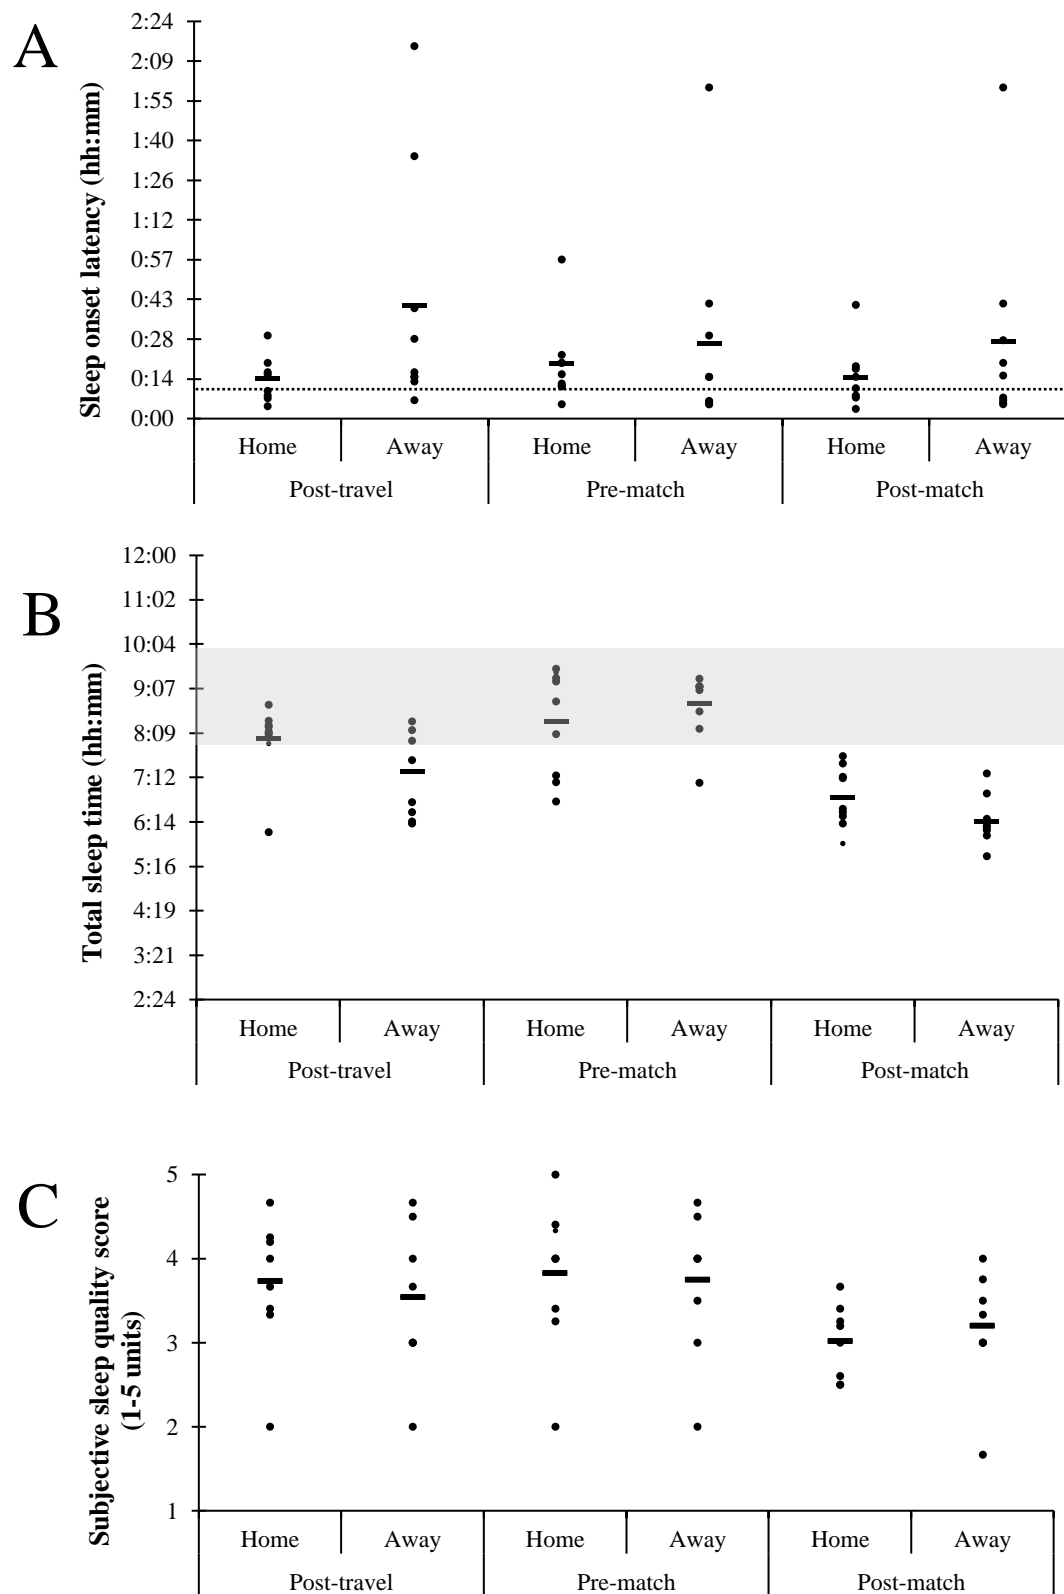 A
Sleep onset latency (hh:mm)
2:24
2:09
1:55
1:40
1:26
1:12
0:57
0:43
0:28
0:14
0:00
Home Away Home Away Home Away
Post-travel Pre-match Post-match
B
Total sleep time (hh:mm)
12:00
11:02
10:04
9:07
8:09
7:12
6:14
5:16
4:19
3:21
2:24
Home Away Home Away Home Away
Post-travel Pre-match Post-match
C
Subjective sleep quality score
(1-5 units)
5
4
3
2
1
Home Away Home Away Home Away
Post-travel Pre-match Post-match